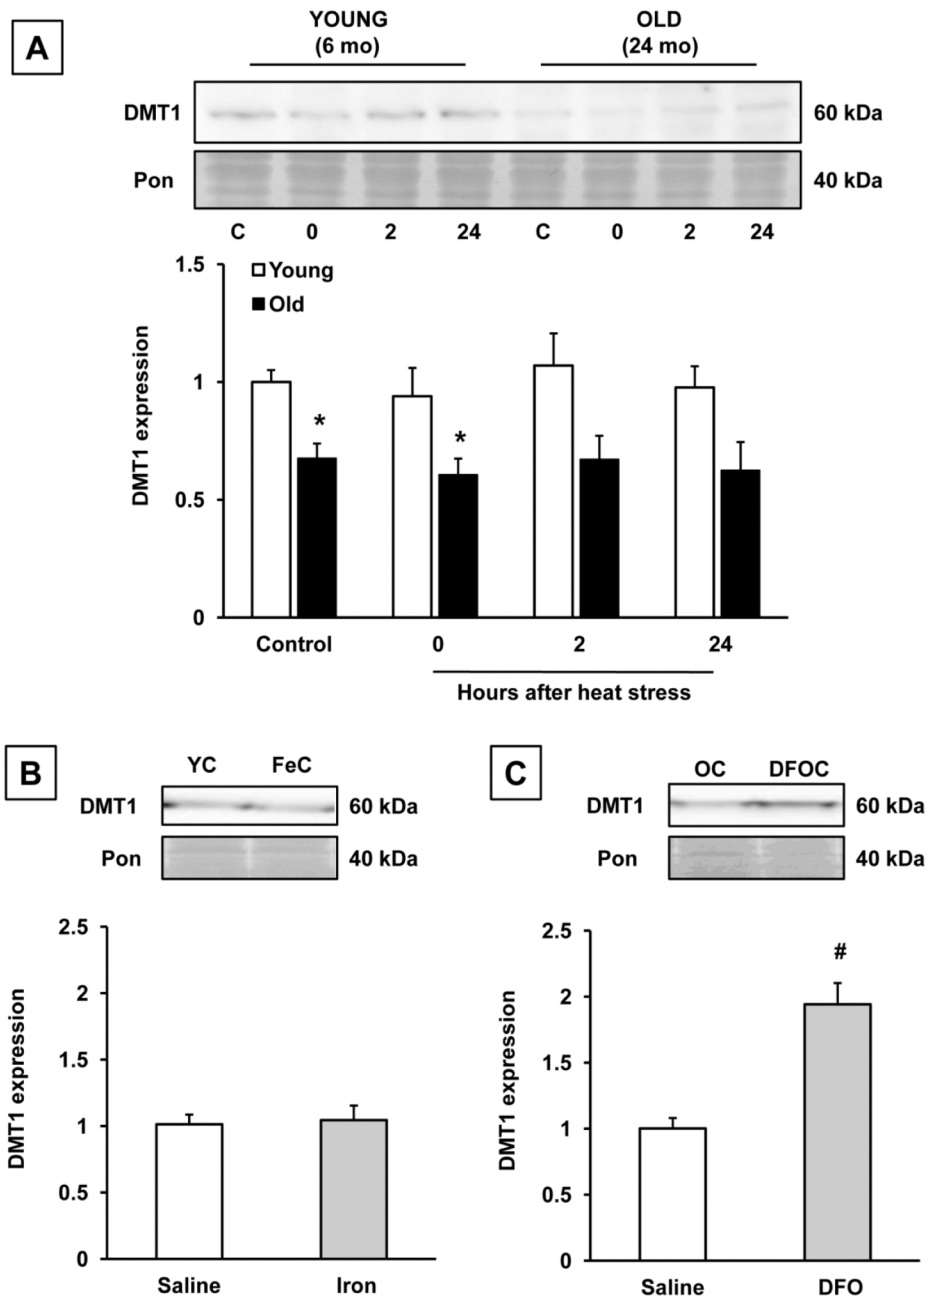 A
YOUNG
(6 mo)
OLD
(24 mo)
DMT1
60 kDa
Pon
40 kDa
C 0 2 24 C 0 2 24
1.5
Young
Old
1
0.5
0
DMT1 expression
*
*
Control 0 2 24
Hours after heat stress
B
YC FeC
DMT1 60 kDa
Pon 40 kDa
2.5
2
1.5
1
0.5
0
DMT1 expression
Saline Iron
C
OC DFOC
DMT1 60 kDa
Pon 40 kDa
2.5
2
1.5
1
0.5
0
DMT1 expression
#
Saline DFO